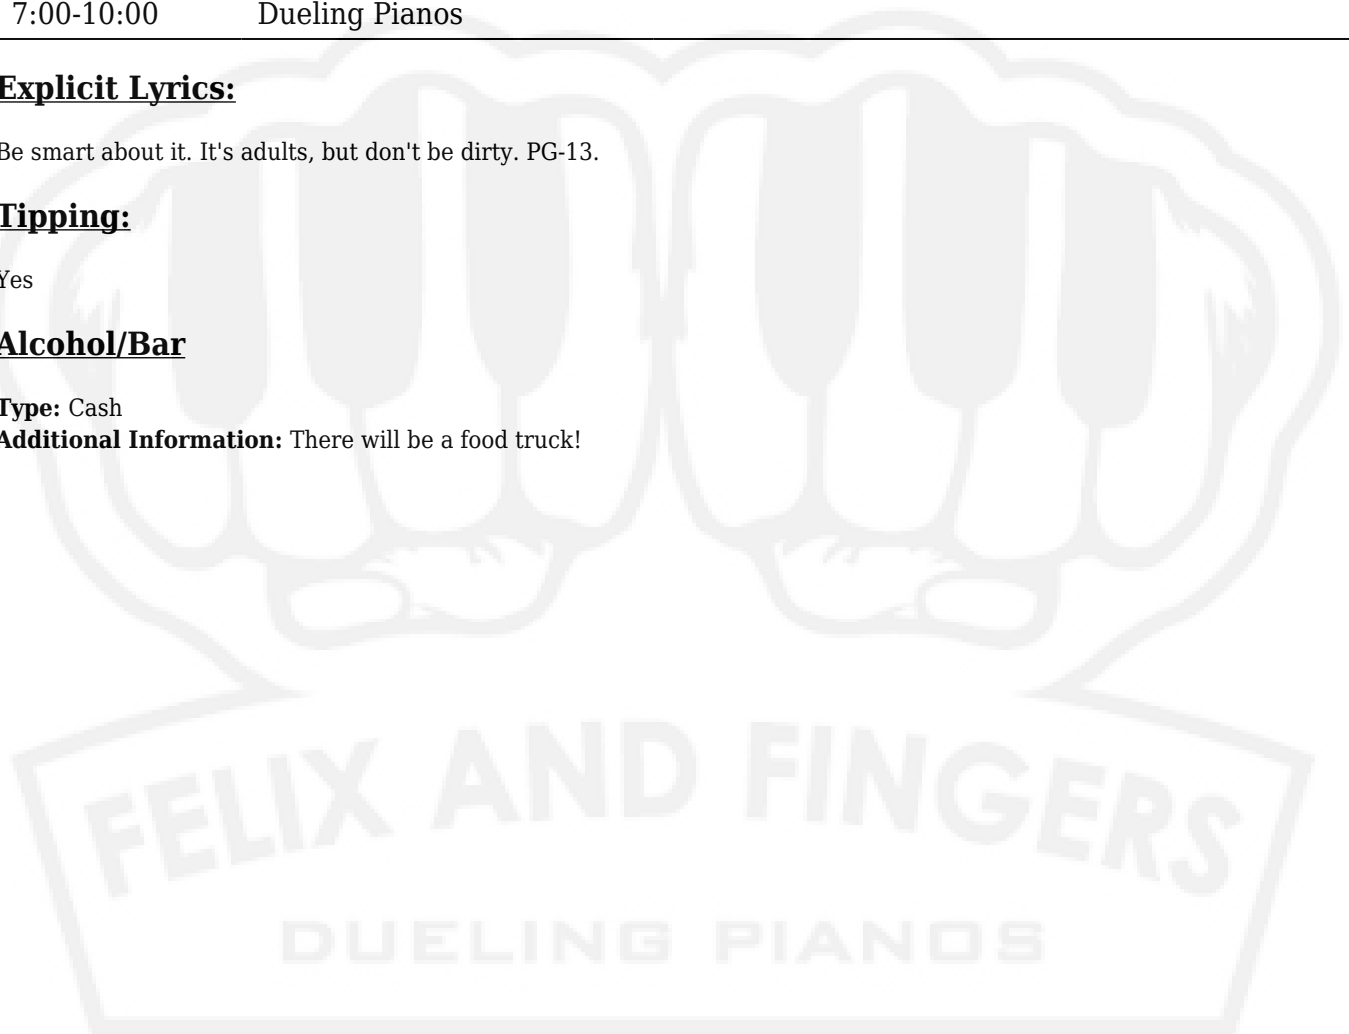 7:00-10:00 Dueling Pianos
Explicit Lyrics:
Be smart about it. It's adults, but don't be dirty. PG-13.
Tipping:
Yes
Alcohol/Bar
Type: Cash
Additional Information: There will be a food truck!
FELIX AND FINGERS
DUELING PIANOS